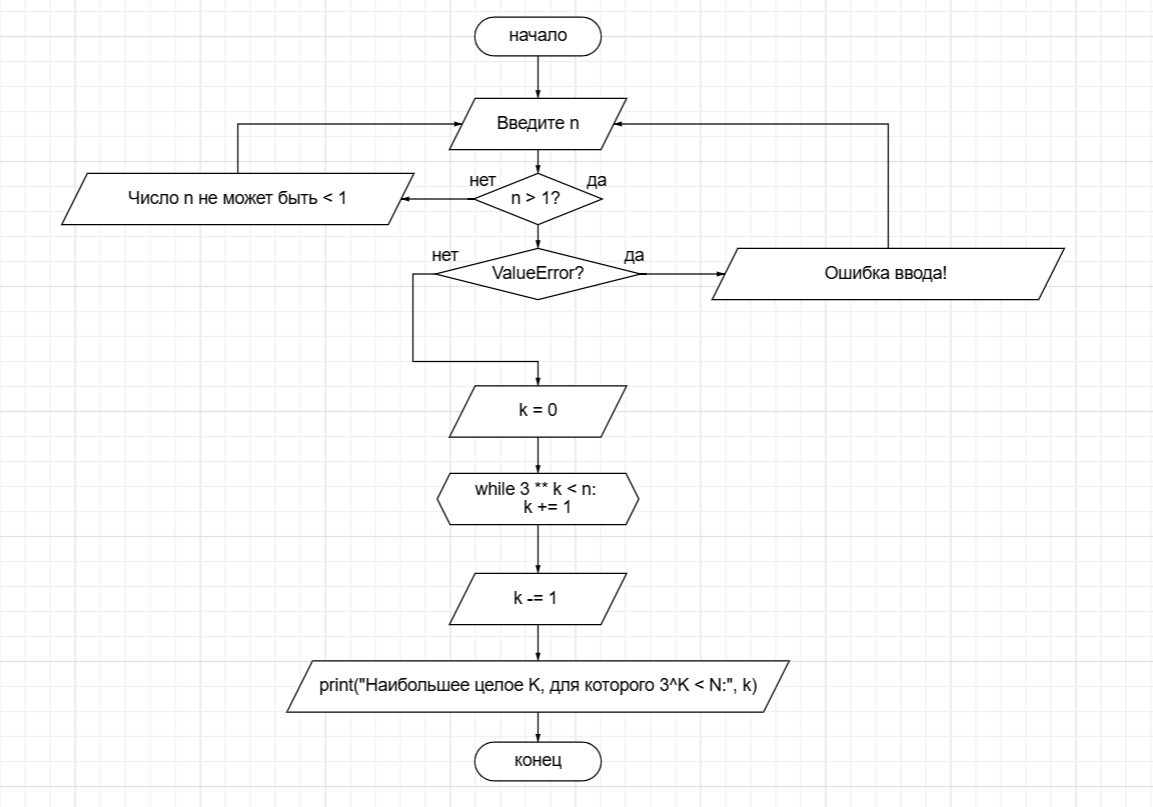 начало
Введите n
нет
да
Число n не может быть < 1
n > 1?
нет
да
ValueError?
Ошибка ввода!
k = 0
while 3 ** k < n:
k += 1
k -= 1
print("Наибольшее целое K, для которого 3^K < N:", k)
конец